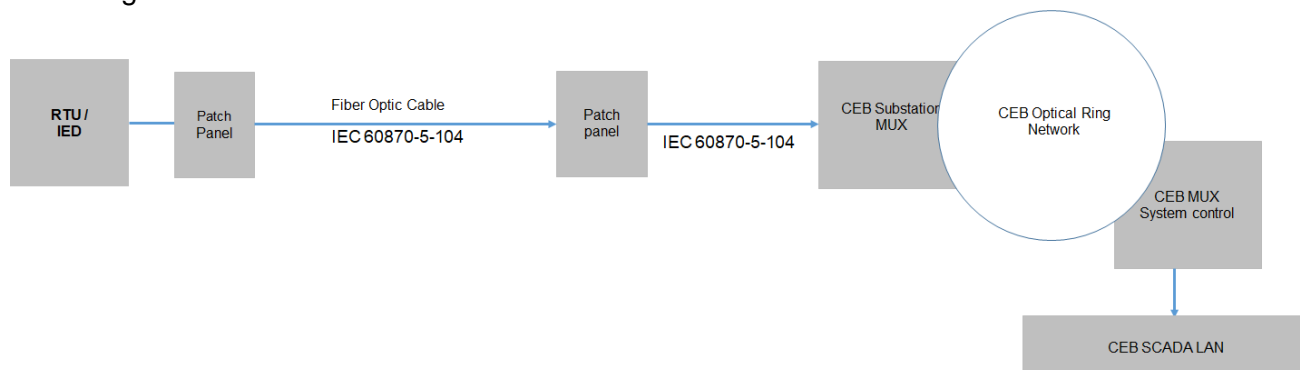 RTU /
IED
Patch
Panel
Fiber Optic Cable
IEC 60870-5-104
Patch
panel
IEC 60870-5-104
CEB Substation
MUX
CEB Optical Ring
Network
CEB MUX
System control
CEB SCADA LAN